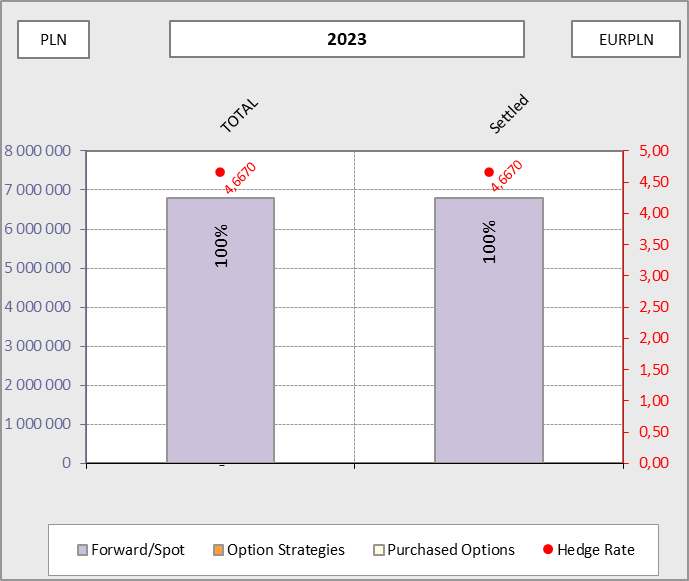 PLN
2023
EURPLN
TOTAL
Settled
8 000 000
7 000 000
6 000 000
5 000 000
4 000 000
3 000 000
2 000 000
1 000 000
0
4,6670
4,6670
100%
100%
-
5,00
4,50
4,00
3,50
3,00
2,50
2,00
1,50
1,00
0,50
0,00
Forward/Spot
Option Strategies
Purchased Options
Hedge Rate